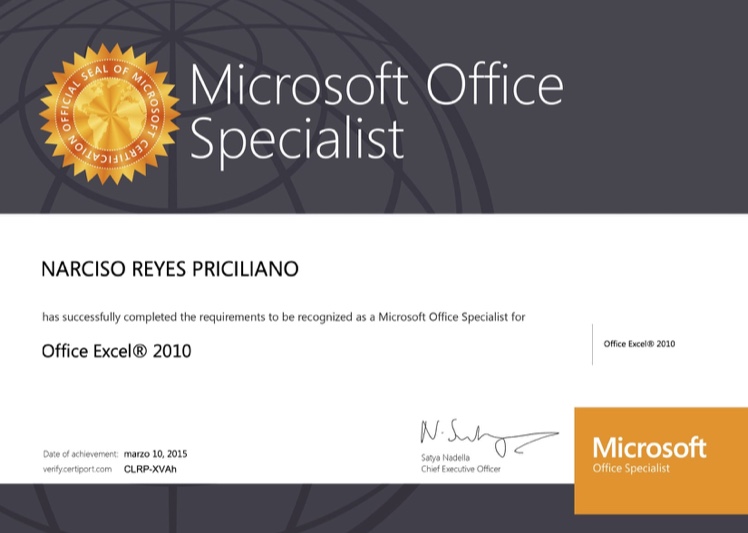 OFFICIAL SEAL OF MICROSOFT CERTIFICATION
Microsoft Office
Specialist
NARCISO REYES PRICILIANO
has successfully completed the requirements to be recognized as a Microsoft Office Specialist for
Office Excel® 2010
Office Excel® 2010
Date of achievement: marzo 10, 2015
verify.certiport.com CLRP-XVAh
Satya Nadella
Chief Executive Officer
Microsoft
Office Specialist